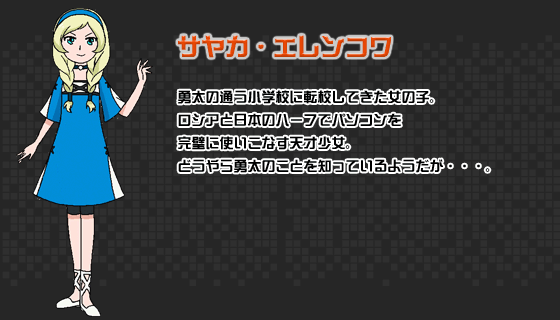 サヤカ・エレンコワ
勇太の通う小学校に転校してきた女の子。
ロシアと日本のハーフでパソコンを
完璧に使いこなす天才少女。
どうやら勇太のことを知っているようだが・・・。